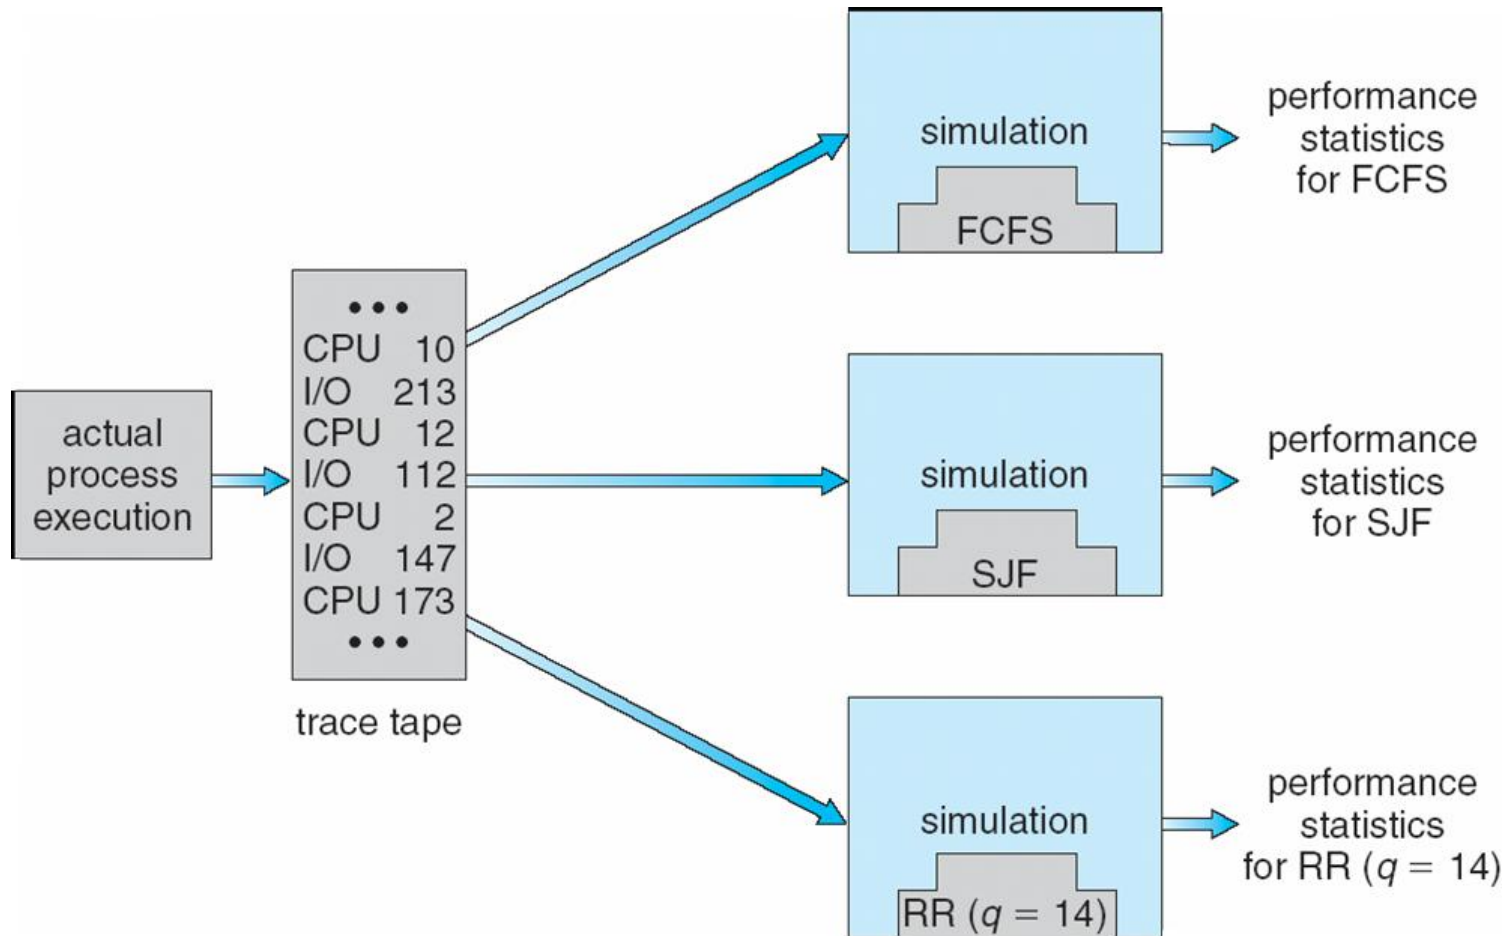 actual
process
execution
• • •
CPU 10
I/O 213
CPU 12
I/O 112
CPU 2
I/O 147
CPU 173
• • •
trace tape
simulation
FCFS
performance
statistics
for FCFS
simulation
SJF
performance
statistics
for SJF
simulation
RR (q = 14)
performance
statistics
for RR (q = 14)